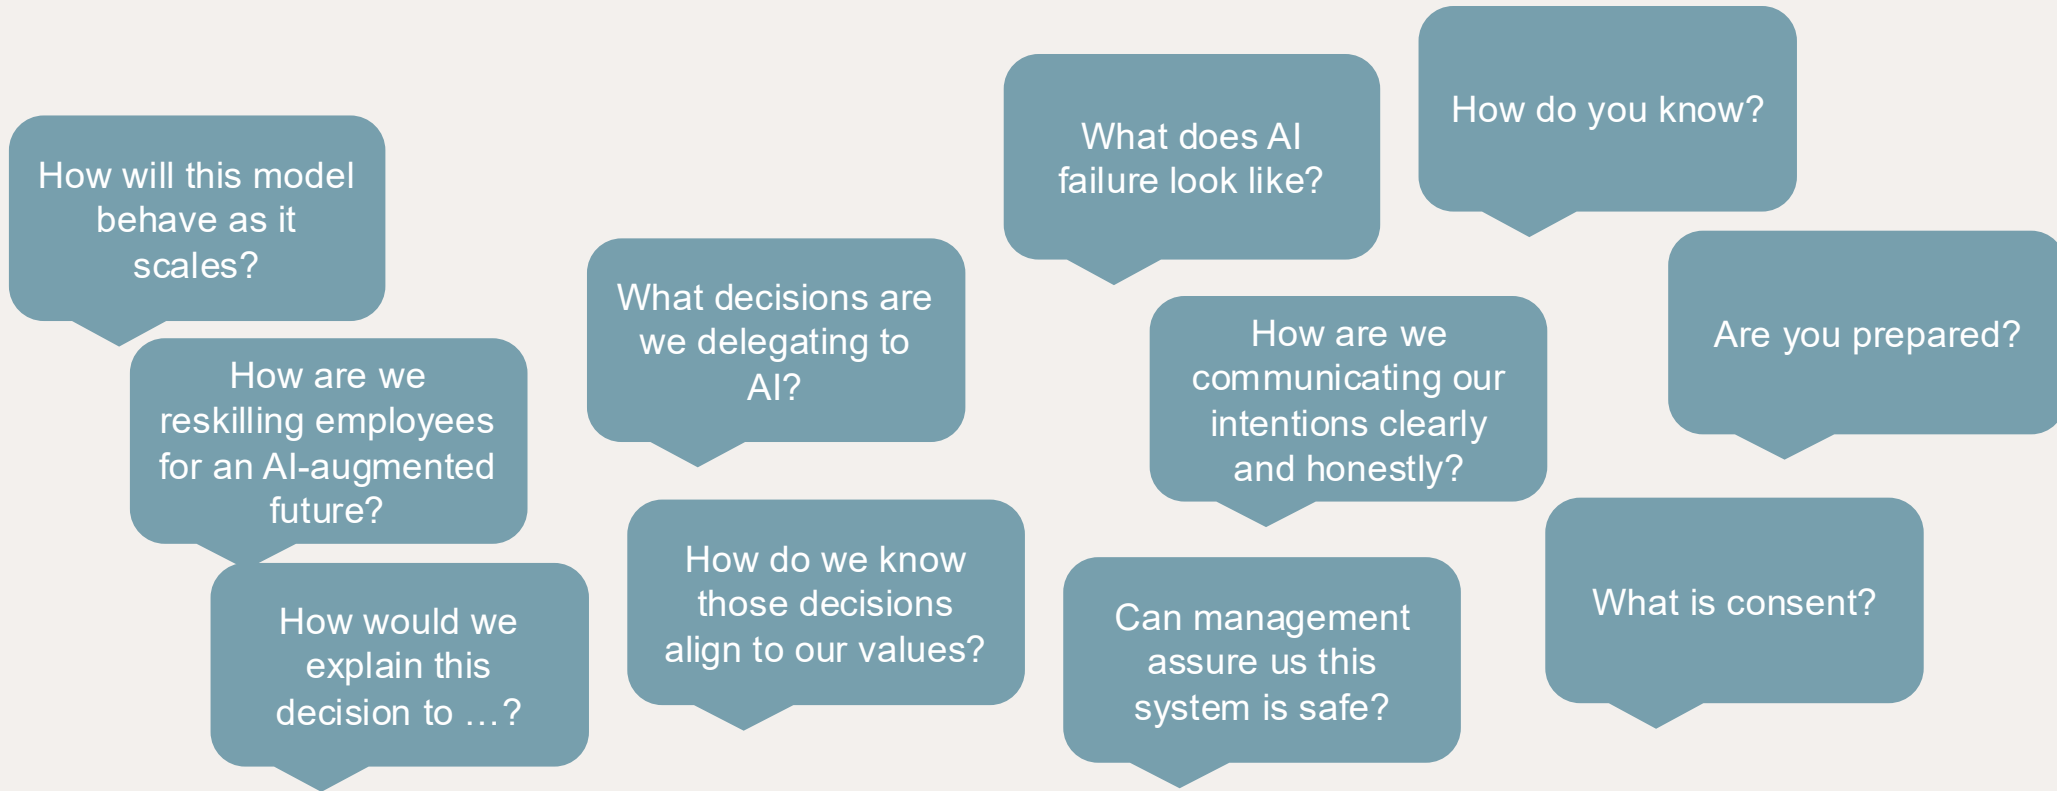 How will this model
behave as it
scales?
How are we
reskilling employees
for an AI-augmented
future?
How would we
explain this
decision to …?
What decisions are
we delegating to
AI?
How do we know
those decisions
align to our values?
What does AI
failure look like?
How are we
communicating our
intentions clearly
and honestly?
Can management
assure us this
system is safe?
How do you know?
Are you prepared?
What is consent?